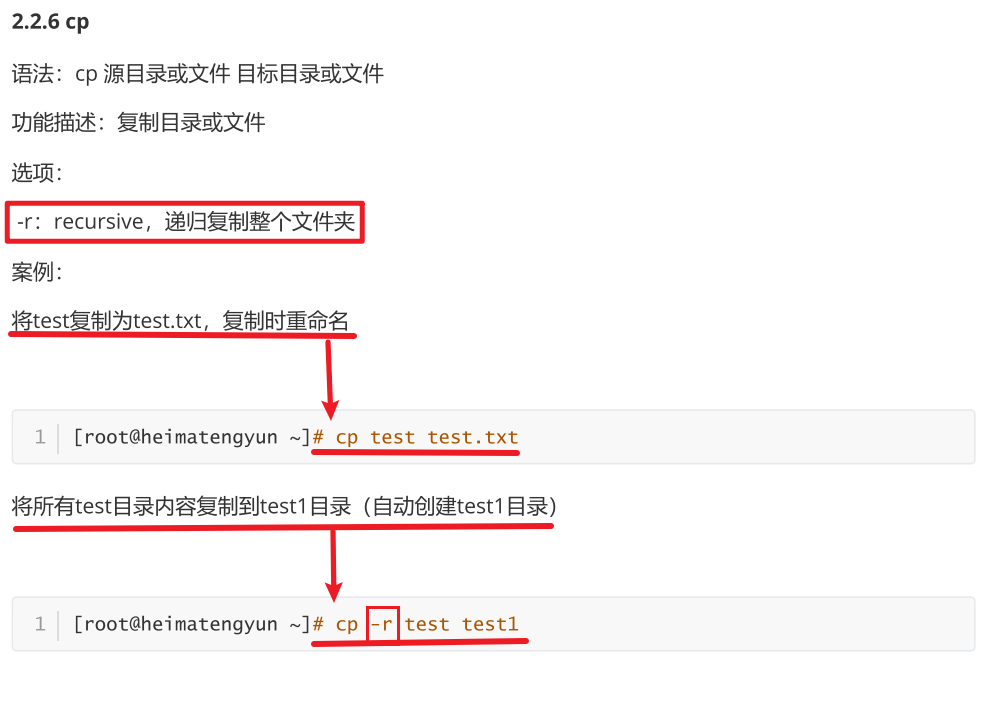 2.2.6 cp
语法：cp 源目录或文件 目标目录或文件
功能描述：复制目录或文件
选项：
-r：recursive，递归复制整个文件夹
案例：
将test复制为test.txt，复制时重命名
1 [root@heimatengyun ~]# cp test test.txt
将所有test目录内容复制到test1目录（自动创建test1目录）
1 [root@heimatengyun ~]# cp -r test test1